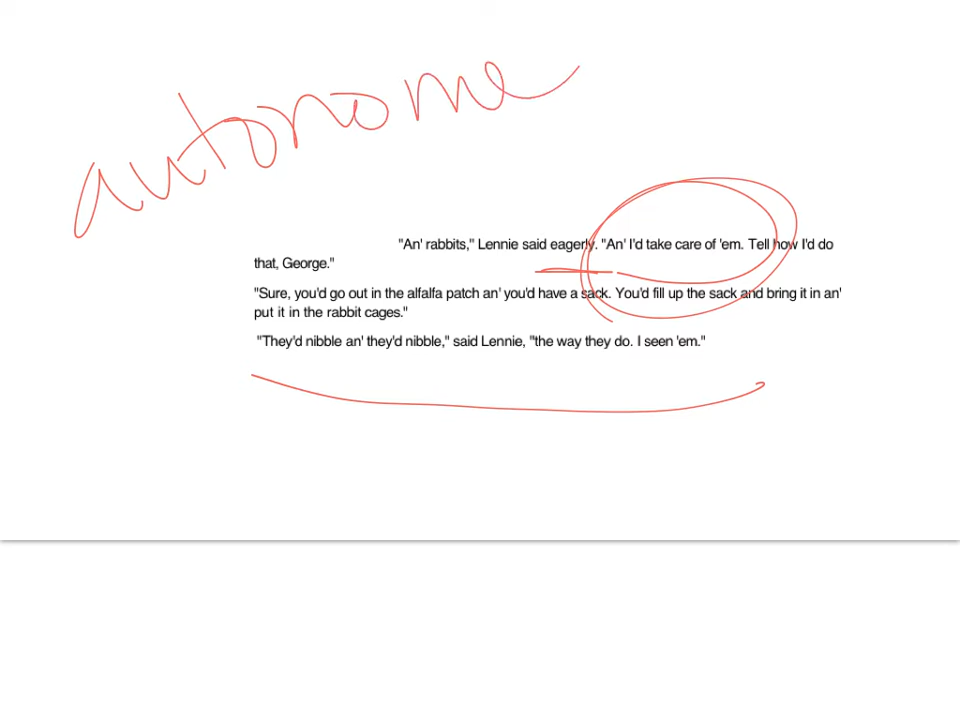 autonome
"An' rabbits," Lennie said eagerly. "An' I'd take care of 'em. Tell how I'd do
that, George."
"Sure, you'd go out in the alfalfa patch an' you'd have a sack. You'd fill up the sack and bring it in an'
put it in the rabbit cages."
"They'd nibble an' they'd nibble," said Lennie, "the way they do. I seen 'em."